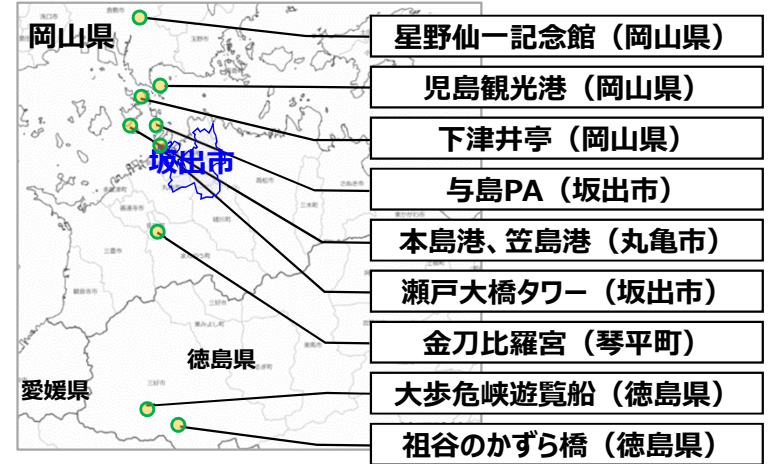 岡山県
坂出市
徳島県
愛媛県
星野仙一記念館（岡山県）
児島観光港（岡山県）
下津井亭（岡山県）
与島PA（坂出市）
本島港、笠島港（丸亀市）
瀬戸大橋タワー（坂出市）
金刀比羅宮（琴平町）
大歩危峡遊覧船（徳島県）
祖谷のかずら橋（徳島県）